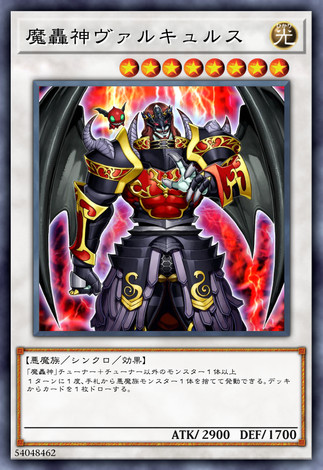 魔轟神ヴァルキュルス
光
【悪魔族／シンクロ／効果】
「魔轟神」チューナー＋チューナー以外のモンスター１体以上
１ターンに１度、手札から悪魔族モンスター１体を捨てて発動できる。デッキ
からカードを１枚ドローする。
ATK/ 2900 DEF/1700
54048462